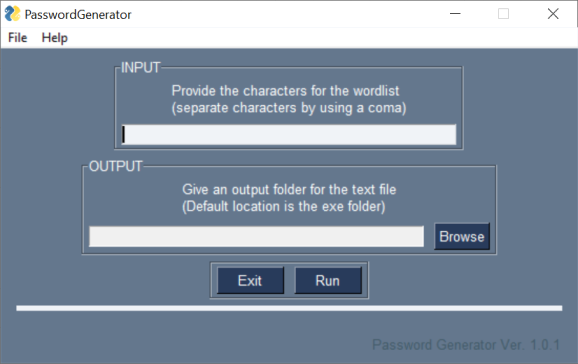 PasswordGenerator
File Help
INPUT
Provide the characters for the wordlist
(separate characters by using a coma)
OUTPUT
Give an output folder for the text file
(Default location is the exe folder)
Browse
Exit Run
Password Generator Ver. 1.0.1